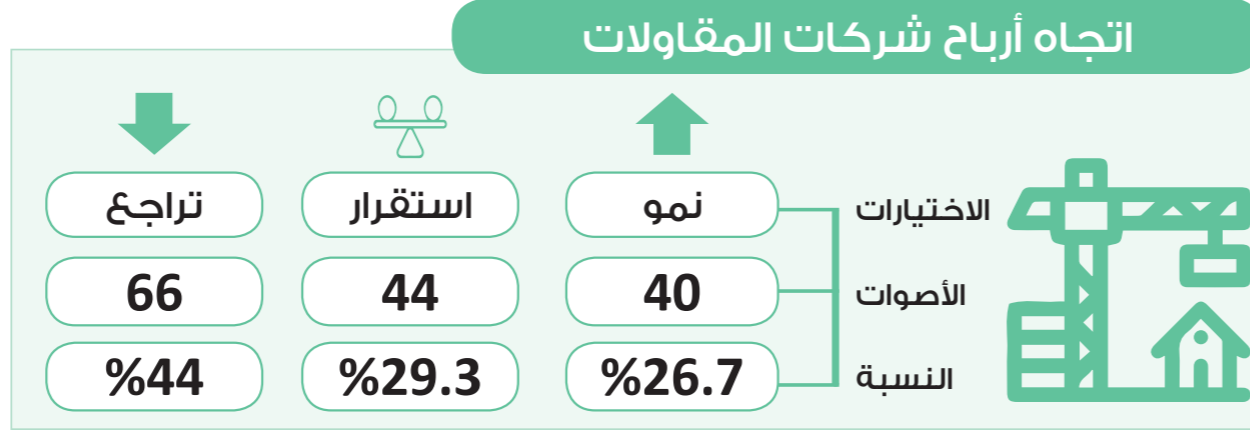 اتجاه أرباح شركات المقاولات
الاختيارات نمو استقرار تراجع
الأصوات 40 44 66
النسبة %26.7 %29.3 %44